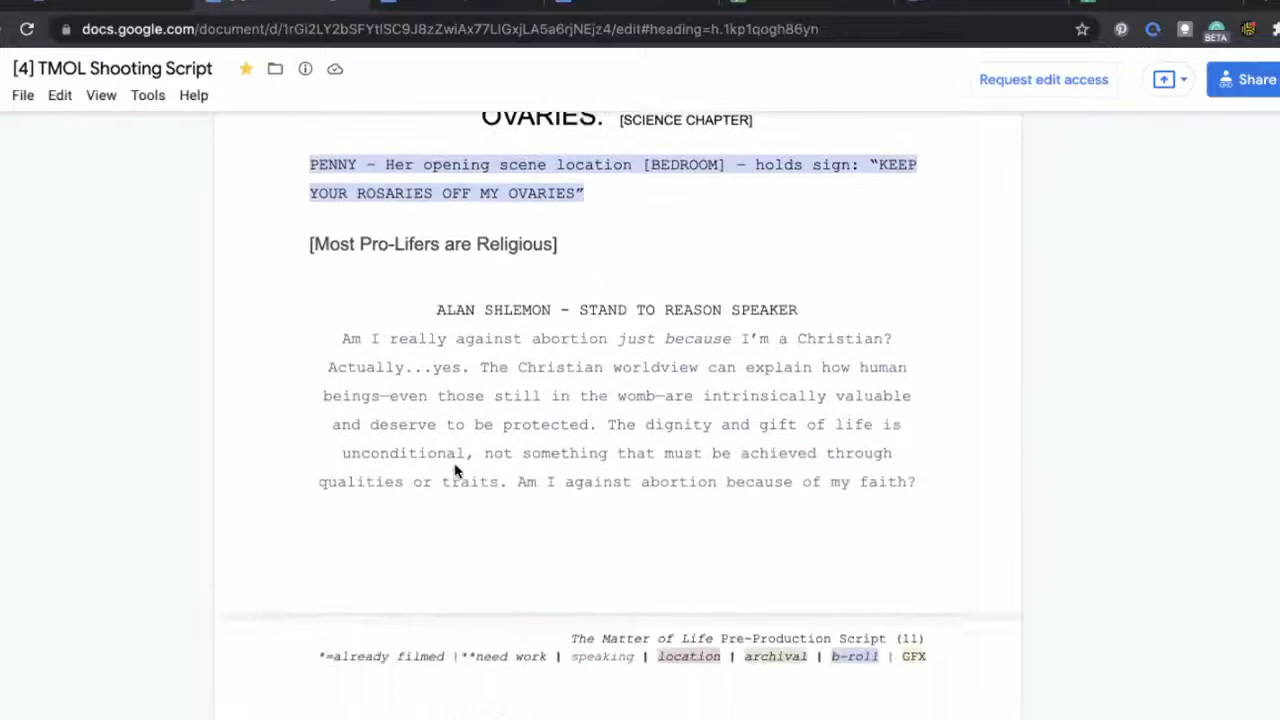 docs.google.com/document/d/1rGi2LY2bSFYtlSC9J8zZwiAx77LIGxjLA5a6rjNEjz4/edit#heading=h.1kp1qogh86yn
BETA
[4] TMOL Shooting Script
Request edit access
Share
File Edit View Tools Help
OVARIES. [SCIENCE CHAPTER]
PENNY – Her opening scene location [BEDROOM] – holds sign: “KEEP
YOUR ROSARIES OFF MY OVARIES”
[Most Pro-Lifers are Religious]
ALAN SHLEMON - STAND TO REASON SPEAKER
Am I really against abortion just because I’m a Christian?
Actually...yes. The Christian worldview can explain how human
beings—even those still in the womb—are intrinsically valuable
and deserve to be protected. The dignity and gift of life is
unconditional, not something that must be achieved through
qualities or traits. Am I against abortion because of my faith?
The Matter of Life Pre-Production Script (11)
*=already filmed |**need work | speaking | location | archival | b-roll | GFX